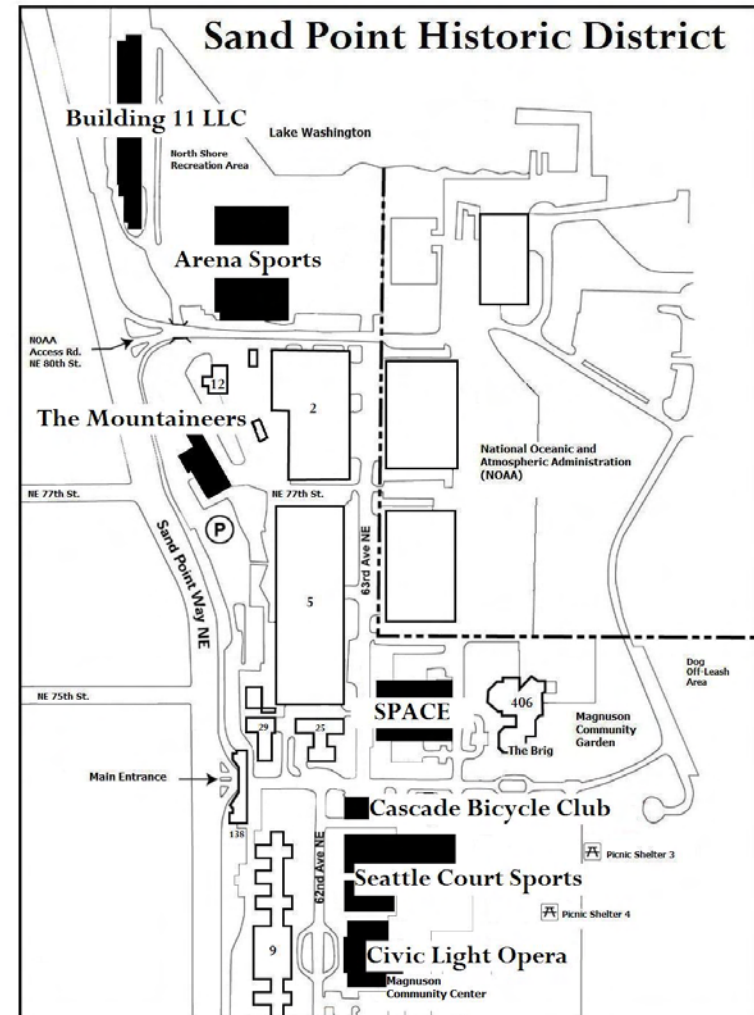 Sand Point Historic District
Building 11 LLC
Lake Washington
North Shore
Recreation Area
Arena Sports
NOAA
Access Rd.
NE 80th St.
12
2
The Mountaineers
National Oceanic and
Atmospheric Administration
(NOAA)
NE 77th St.
NE 77th St.
P
Sand Point Way NE
63rd Ave NE
5
Dog
Off-Leash
Area
NE 75th St.
406
SPACE
29
25
Magnuson
Community
Garden
The Brig
Main Entrance
Cascade Bicycle Club
138
62nd Ave NE
Picnic Shelter 3
Seattle Court Sports
Picnic Shelter 4
9
Civic Light Opera
Magnuson
Community Center